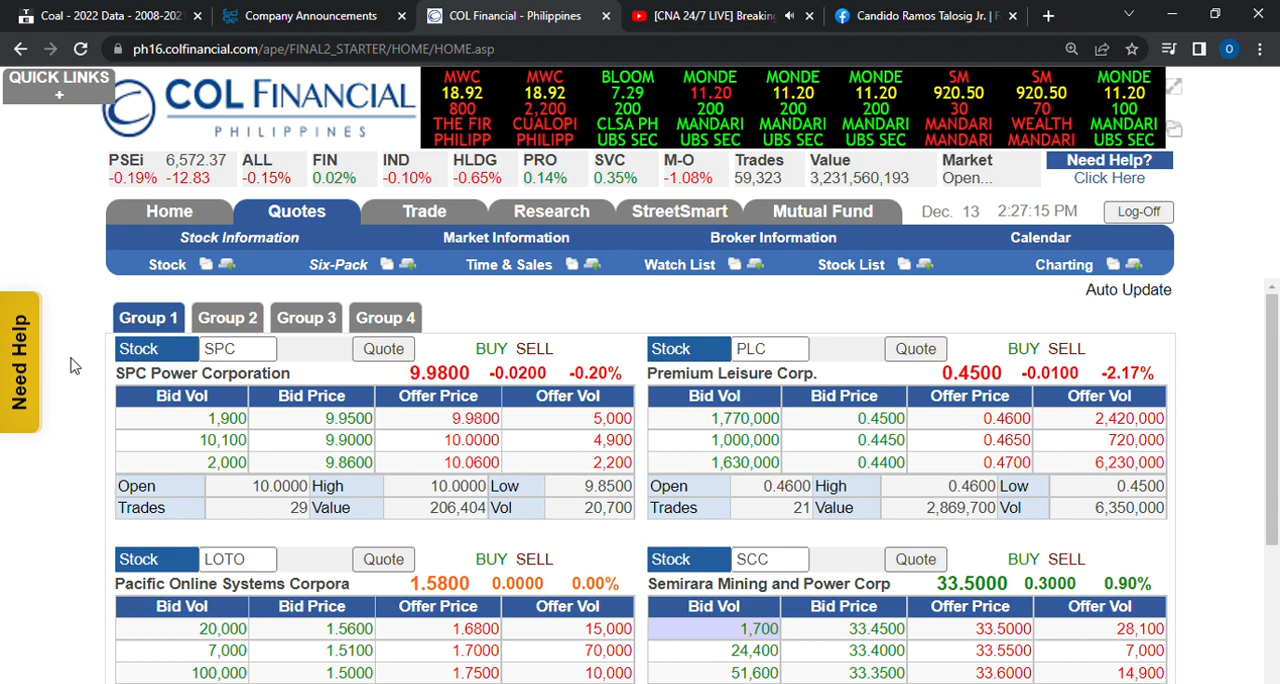 Coal - 2022 Data - 2008-202
Company Announcements
COL Financial - Philippines
[CNA 24/7 LIVE] Breakin
Candido Ramos Talosig Jr. | F
ph16.colfinancial.com/ape/FINAL2_STARTER/HOME/HOME.asp
O
QUICK LINKS
+
COL FINANCIAL
PHILIPPINES
MWC MWC BLOOM MONDE MONDE MONDE SM SM MONDE
18.92 18.92 7.29 11.20 11.20 11.20 920.50 920.50 11.20
800 2,200 200 200 200 200 30 70 100
THE FIR CUALOPI CLSA PH MANDARI MANDARI MANDARI MANDARI WEALTH MANDARI
PHILIPP PHILIPP UBS SEC UBS SEC UBS SEC UBS SEC MANDARI MANDARI UBS SEC
PSEi 6,572.37 ALL FIN IND HLDG PRO SVC M-O Trades Value Market Need Help?
-0.19% -12.83 -0.15% 0.02% -0.10% -0.65% 0.14% 0.35% -1.08% 59,323 3,231,560,193 Open... Click Here
Home Quotes Trade Research StreetSmart Mutual Fund Dec. 13 2:27:15 PM Log-Off
Stock Information Market Information Broker Information Calendar
Stock Six-Pack Time & Sales Watch List Stock List Charting
Auto Update
Need Help
Group 1 Group 2 Group 3 Group 4
Stock SPC Quote BUY SELL
SPC Power Corporation 9.9800 -0.0200 -0.20%
Bid Vol Bid Price Offer Price Offer Vol
1,900 9.9500 9.9800 5,000
10,100 9.9000 10.0000 4,900
2,000 9.8600 10.0600 2,200
Open 10.0000 High 10.0000 Low 9.8500
Trades 29 Value 206,404 Vol 20,700
Stock PLC Quote BUY SELL
Premium Leisure Corp. 0.4500 -0.0100 -2.17%
Bid Vol Bid Price Offer Price Offer Vol
1,770,000 0.4500 0.4600 2,420,000
1,000,000 0.4450 0.4650 720,000
1,630,000 0.4400 0.4700 6,230,000
Open 0.4600 High 0.4600 Low 0.4500
Trades 21 Value 2,869,700 Vol 6,350,000
Stock LOTO Quote BUY SELL
Pacific Online Systems Corpora 1.5800 0.0000 0.00%
Bid Vol Bid Price Offer Price Offer Vol
20,000 1.5600 1.6800 15,000
7,000 1.5100 1.7000 70,000
100,000 1.5000 1.7500 10,000
Stock SCC Quote BUY SELL
Semirara Mining and Power Corp 33.5000 0.3000 0.90%
Bid Vol Bid Price Offer Price Offer Vol
1,700 33.4500 33.5000 28,100
24,400 33.4000 33.5500 7,000
51,600 33.3500 33.6000 14,900